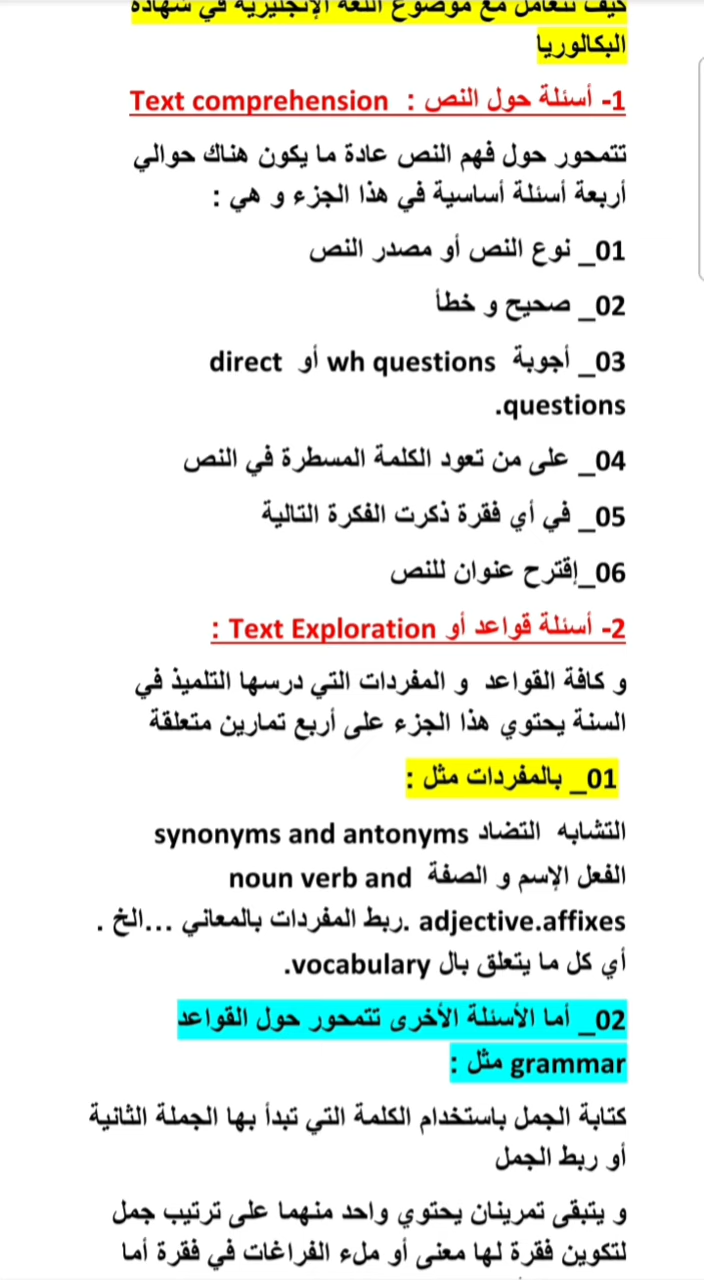 كيف نتعامل مع موضوع اللغة الإنجليزية في شهادة
البكالوريا
1- أسئلة حول النص : Text comprehension
تتمحور حول فهم النص عادة ما يكون هناك حوالي
أربعة أسئلة أساسية في هذا الجزء و هي :
01_ نوع النص أو مصدر النص
02_ صحيح و خطأ
03_ أجوبة wh questions أو direct
questions.
04_ على من تعود الكلمة المسطرة في النص
05_ في أي فقرة ذكرت الفكرة التالية
06_إقترح عنوان للنص
2- أسئلة قواعد أو Text Exploration :
و كافة القواعد و المفردات التي درسها التلميذ في
السنة يحتوي هذا الجزء على أربع تمارين متعلقة
01_ بالمفردات مثل :
التشابه التضاد synonyms and antonyms
الفعل الإسم و الصفة noun verb and
adjective.affixes .ربط المفردات بالمعاني ...الخ .
أي كل ما يتعلق بال vocabulary.
02_ أما الأسئلة الأخرى تتمحور حول القواعد
grammar مثل :
كتابة الجمل باستخدام الكلمة التي تبدأ بها الجملة الثانية
أو ربط الجمل
و يتبقى تمرينان يحتوي واحد منهما على ترتيب جمل
لتكوين فقرة لها معنى أو ملء الفراغات في فقرة أما